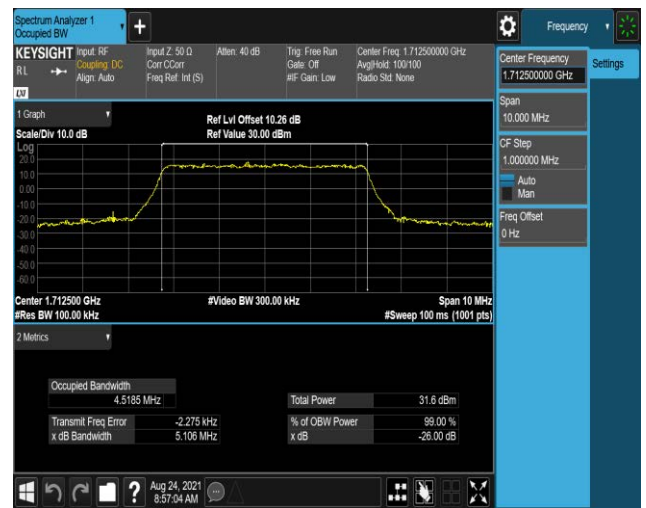 Spectrum Analyzer 1
Occupied BW
Frequency
KEYSIGHT
RL
LXI
Input: RF
Coupling: DC
Align: Auto
Input Z: 50 Ω
Corr CCorr
Freq Ref: Int (S)
Atten: 40 dB
Trig: Free Run
Gate: Off
#IF Gain: Low
Center Freq: 1.712500000 GHz
Avg|Hold: 100/100
Radio Std: None
Center Frequency
1.712500000 GHz
Settings
Span
10.000 MHz
CF Step
1.000000 MHz
Auto
Man
Freq Offset
0 Hz
1 Graph
Scale/Div 10.0 dB
Ref Lvl Offset 10.26 dB
Ref Value 30.00 dBm
Log
20.0
10.0
0.00
-10.0
-20.0
-30.0
-40.0
-50.0
-60.0
Center 1.712500 GHz
#Video BW 300.00 kHz
Span 10 MHz
#Res BW 100.00 kHz
#Sweep 100 ms (1001 pts)
2 Metrics
Occupied Bandwidth
4.5185 MHz
Total Power 31.6 dBm
Transmit Freq Error -2.275 kHz
% of OBW Power 99.00 %
x dB Bandwidth 5.106 MHz
x dB -26.00 dB
?
Aug 24, 2021
8:57:04 AM